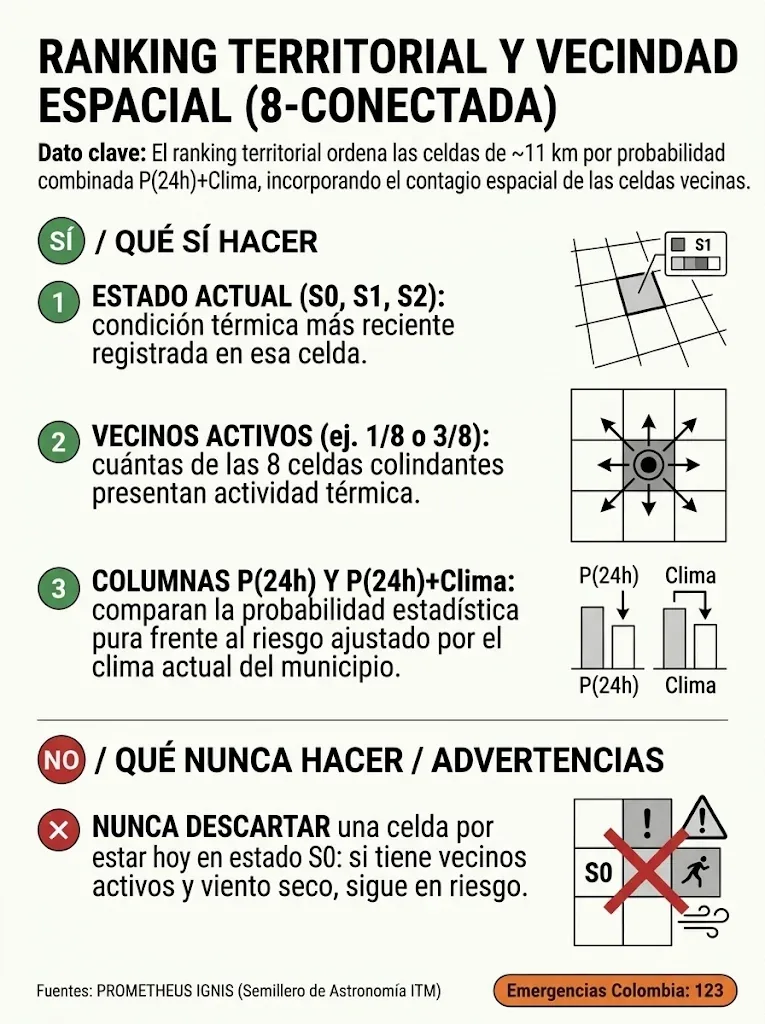 RANKING TERRITORIAL Y VECINDAD
ESPACIAL (8-CONECTADA)
Dato clave: El ranking territorial ordena las celdas de ~11 km por probabilidad
combinada P(24h)+Clima, incorporando el contagio espacial de las celdas vecinas.
SÍ / QUÉ SÍ HACER
S1
1 ESTADO ACTUAL (S0, S1, S2):
condición térmica más reciente
registrada en esa celda.
2 VECINOS ACTIVOS (ej. 1/8 o 3/8):
cuántas de las 8 celdas colindantes
presentan actividad térmica.
3 COLUMNAS P(24h) Y P(24h)+Clima:
comparan la probabilidad estadística
pura frente al riesgo ajustado por el
clima actual del municipio.
P(24h) Clima
P(24h) Clima
NO / QUÉ NUNCA HACER / ADVERTENCIAS
NUNCA DESCARTAR una celda por
estar hoy en estado S0: si tiene vecinos
activos y viento seco, sigue en riesgo.
! !
S0
Fuentes: PROMETHEUS IGNIS (Semillero de Astronomía ITM)
Emergencias Colombia: 123